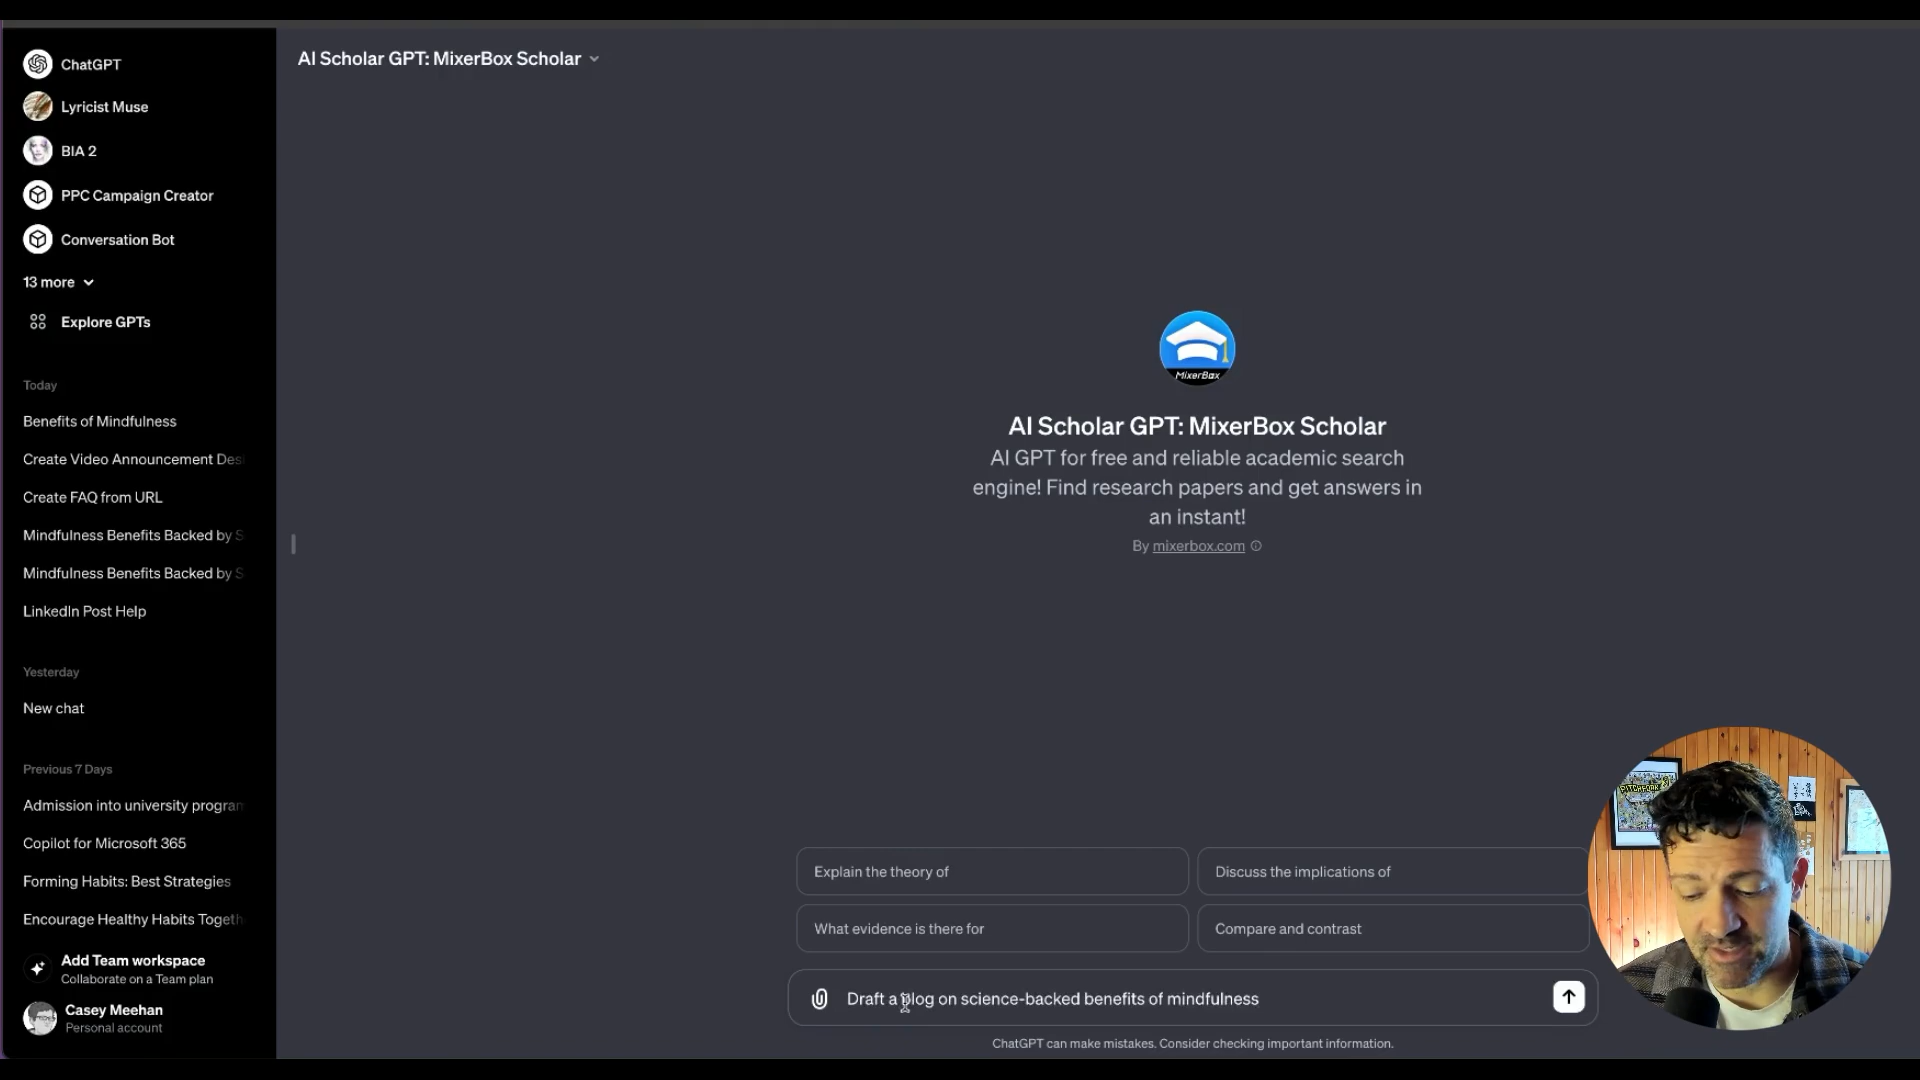 ChatGPT
Lyricist Muse
BIA 2
PPC Campaign Creator
Conversation Bot
13 more
Explore GPTs
Today
Benefits of Mindfulness
Create Video Announcement Des
Create FAQ from URL
Mindfulness Benefits Backed by S
Mindfulness Benefits Backed by S
LinkedIn Post Help
Yesterday
New chat
Previous 7 Days
Admission into university program
Copilot for Microsoft 365
Forming Habits: Best Strategies
Encourage Healthy Habits Togeth
Add Team workspace
Collaborate on a Team plan
Casey Meehan
Personal account
AI Scholar GPT: MixerBox Scholar
MixerBox
AI Scholar GPT: MixerBox Scholar
AI GPT for free and reliable academic search
engine! Find research papers and get answers in
an instant!
By mixerbox.com
Explain the theory of
Discuss the implications of
What evidence is there for
Compare and contrast
Draft a blog on science-backed benefits of mindfulness
ChatGPT can make mistakes. Consider checking important information.
PITCHFORK